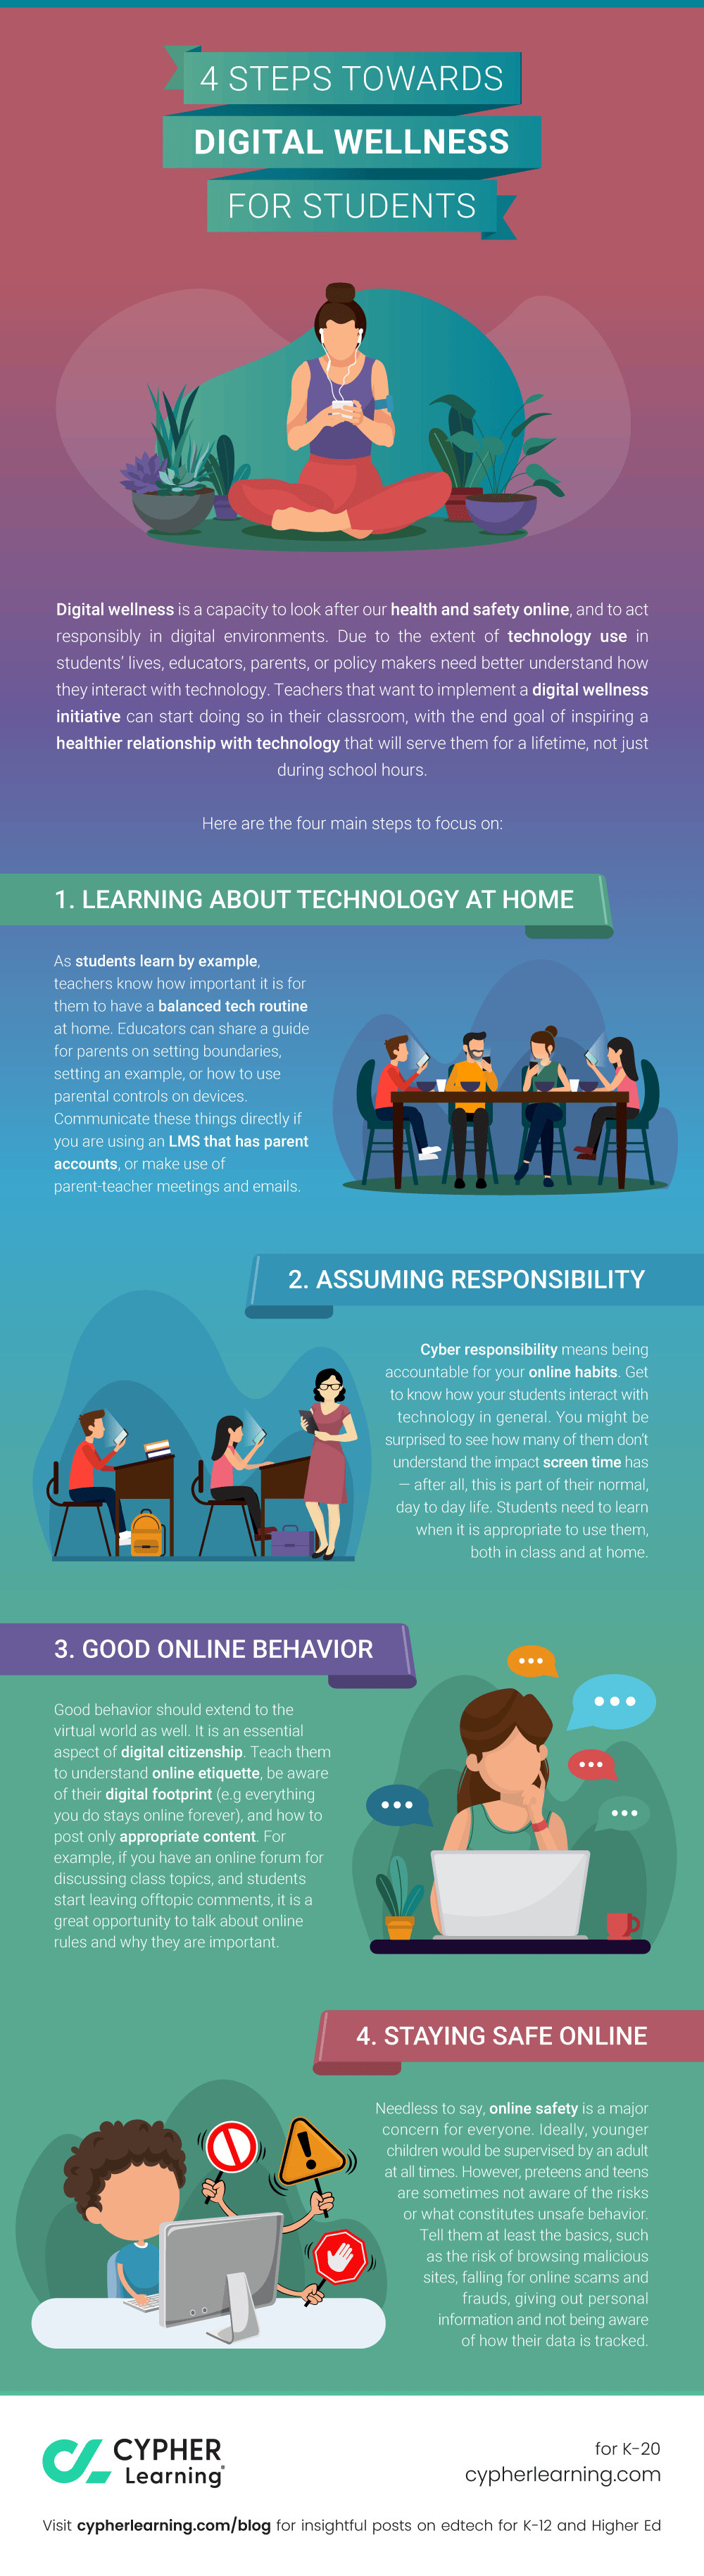 4 STEPS TOWARDS
DIGITAL WELLNESS
FOR STUDENTS
Digital wellness is a capacity to look after our health and safety online, and to act
responsibly in digital environments. Due to the extent of technology use in
students' lives, educators, parents, or policy makers need better understand how
they interact with technology. Teachers that want to implement a digital wellness
initiative can start doing so in their classroom, with the end goal of inspiring a
healthier relationship with technology that will serve them for a lifetime, not just
during school hours.
Here are the four main steps to focus on:
1. LEARNING ABOUT TECHNOLOGY AT HOME
As students learn by example,
teachers know how important it is for
them to have a balanced tech routine
at home. Educators can share a guide
for parents on setting boundaries,
setting an example, or how to use
parental controls on devices.
Communicate these things directly if
you are using an LMS that has parent
accounts, or make use of
parent-teacher meetings and emails.
2. ASSUMING RESPONSIBILITY
Cyber responsibility means being
accountable for your online habits. Get
to know how your students interact with
technology in general. You might be
surprised to see how many of them don't
understand the impact screen time has
— after all, this is part of their normal,
day to day life. Students need to learn
when it is appropriate to use them,
both in class and at home.
3. GOOD ONLINE BEHAVIOR
Good behavior should extend to the
virtual world as well. It is an essential
aspect of digital citizenship. Teach them
to understand online etiquette, be aware
of their digital footprint (e.g everything
you do stays online forever), and how to
post only appropriate content. For
example, if you have an online forum for
discussing class topics, and students
start leaving offtopic comments, it is a
great opportunity to talk about online
rules and why they are important.
4. STAYING SAFE ONLINE
Needless to say, online safety is a major
concern for everyone. Ideally, younger
children would be supervised by an adult
at all times. However, preteens and teens
are sometimes not aware of the risks
or what constitutes unsafe behavior.
Tell them at least the basics, such
as the risk of browsing malicious
sites, falling for online scams and
frauds, giving out personal
information and not being aware
of how their data is tracked.
CYPHER
Learning®
for K-20
cypherlearning.com
Visit cypherlearning.com/blog for insightful posts on edtech for K-12 and Higher Ed